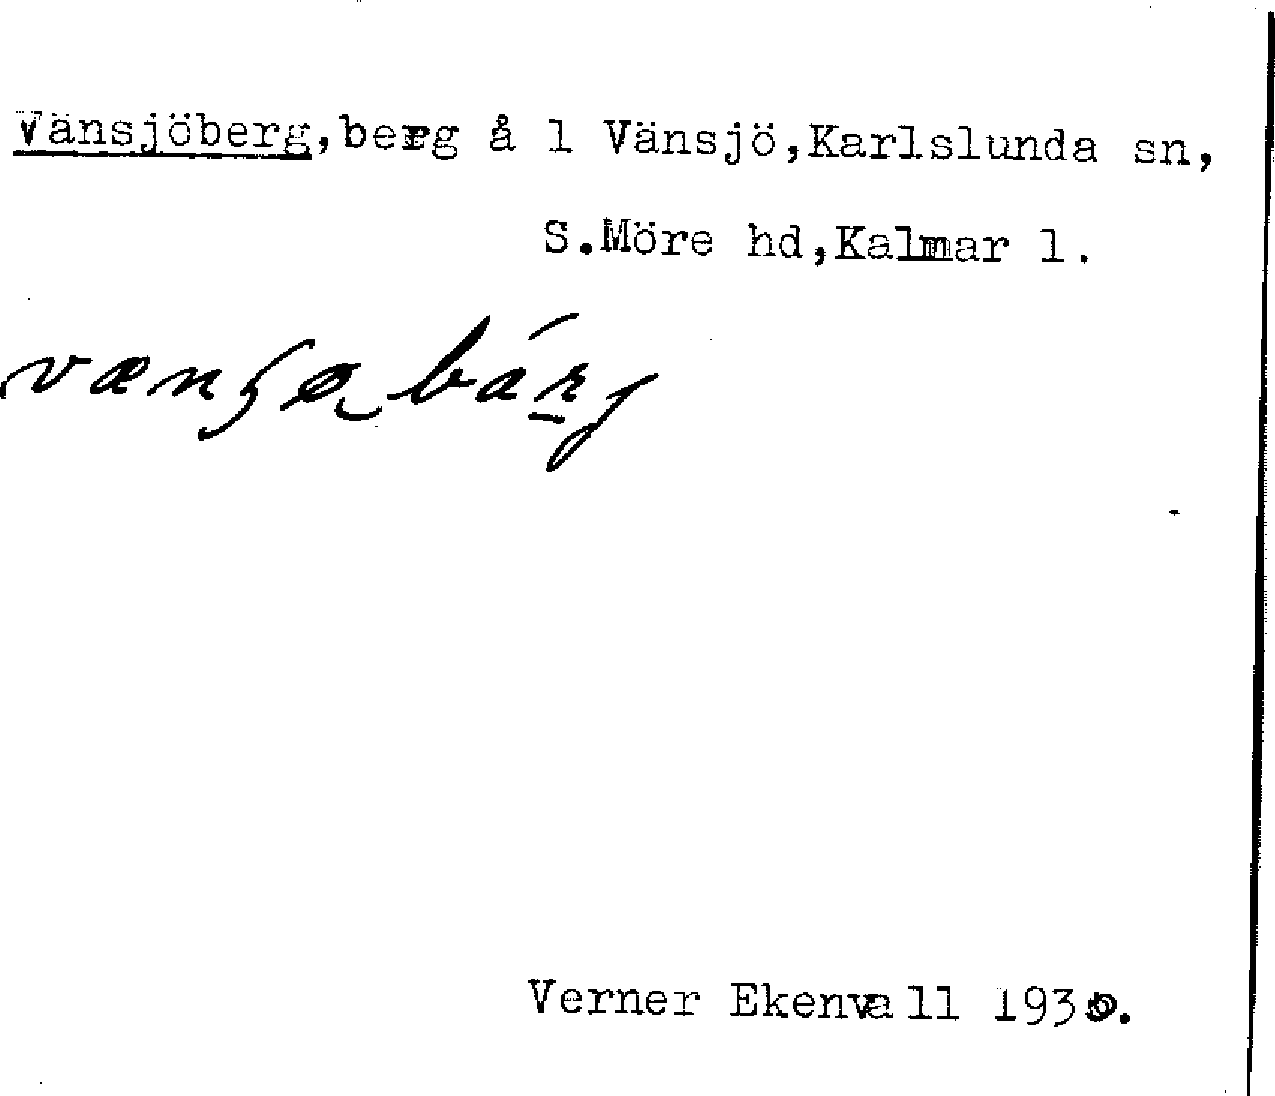 Vänsjöberg,berg å 1 Vänsjö,Karlslunda sn,
S.Möre hd,Kalmar l.
Verner Ekenvall 1930.